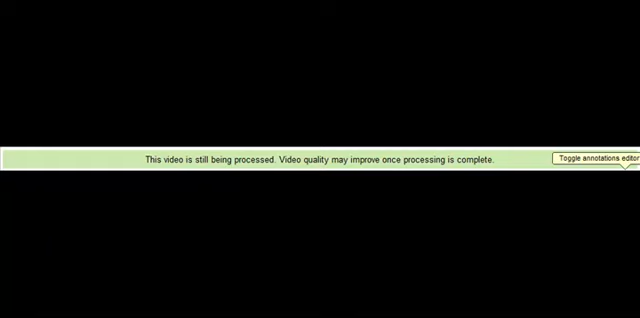 This video is still being processed. Video quality may improve once processing is complete.
Toggle annotations editor